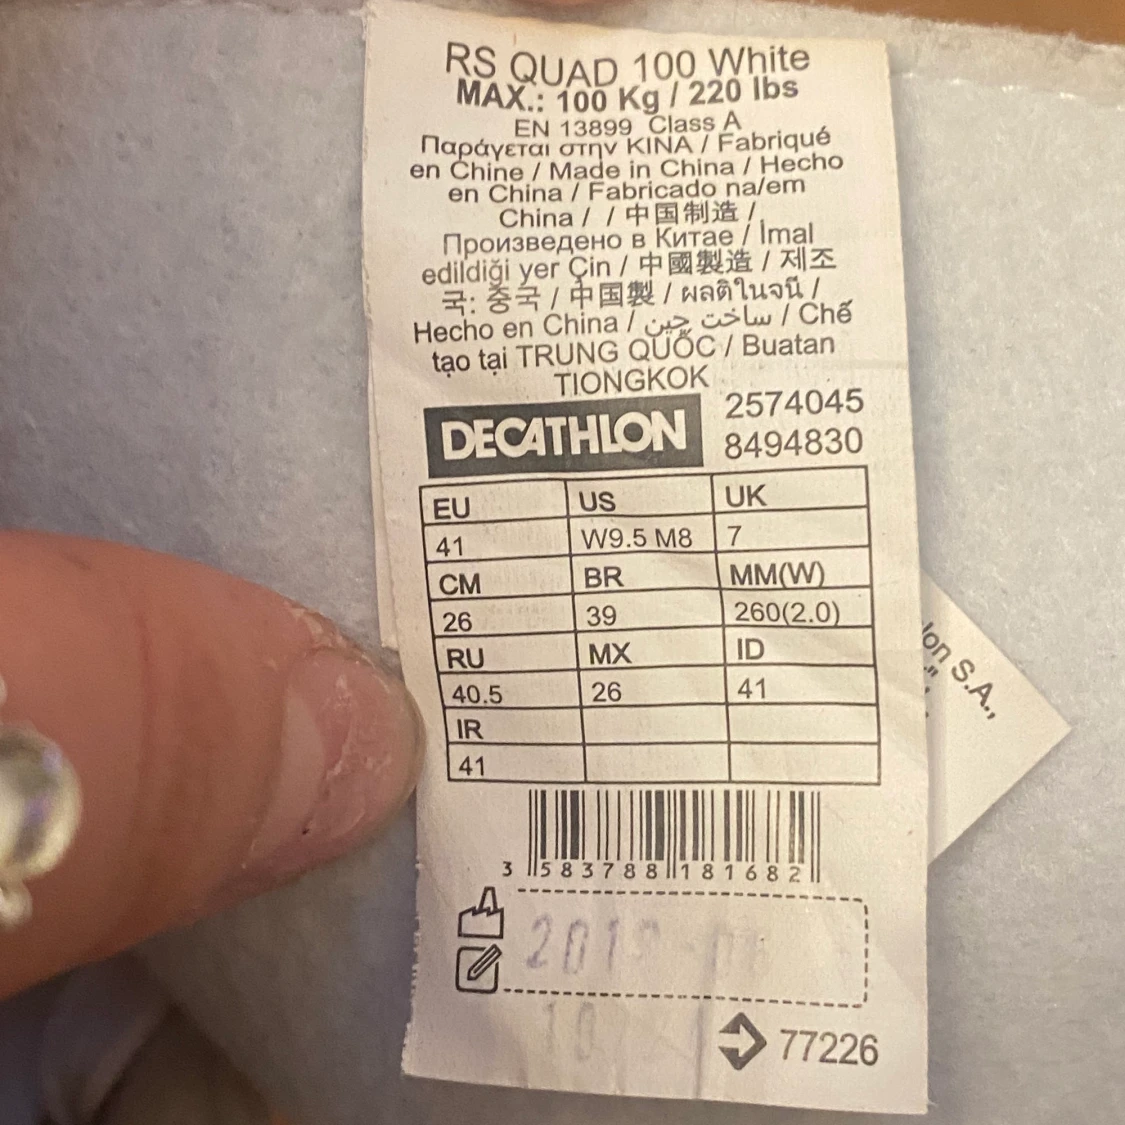 RS QUAD 100 White
MAX.: 100 Kg / 220 lbs
EN 13899 Class A
Παράγεται στην ΚΙΝΑ / Fabriqué
en Chine / Made in China / Hecho
en China / Fabricado na/em
China / / 中国制造 /
Произведено в Китае / İmal
edildiği yer Çin / 中國製造 / 제조
국: 중국 / 中国製 / ผลิตในจีน /
Hecho en China / ساخت چین / Chế
tạo tại TRUNG QUỐC / Buatan
TIONGKOK
DECATHLON
2574045
8494830
EU US UK
41 W9.5 M8 7
CM BR MM(W)
26 39 260(2.0)
RU MX ID
40.5 26 41
IR
41
3 583788 181682
77226
lon S.A.,